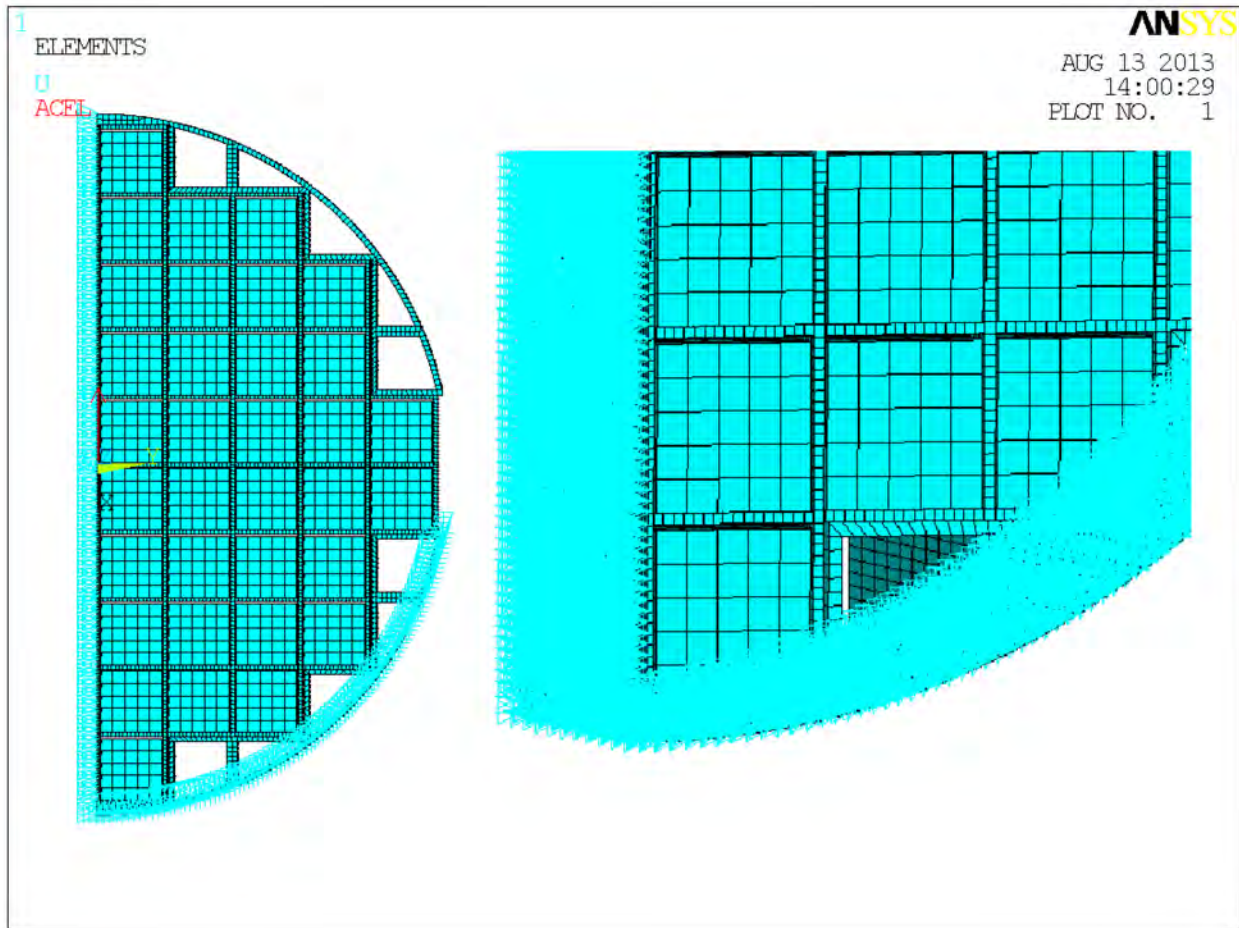 1
ELEMENTS
U
ACEL
ANSYS
AUG 13 2013
14:00:29
PLOT NO. 1
Y
X